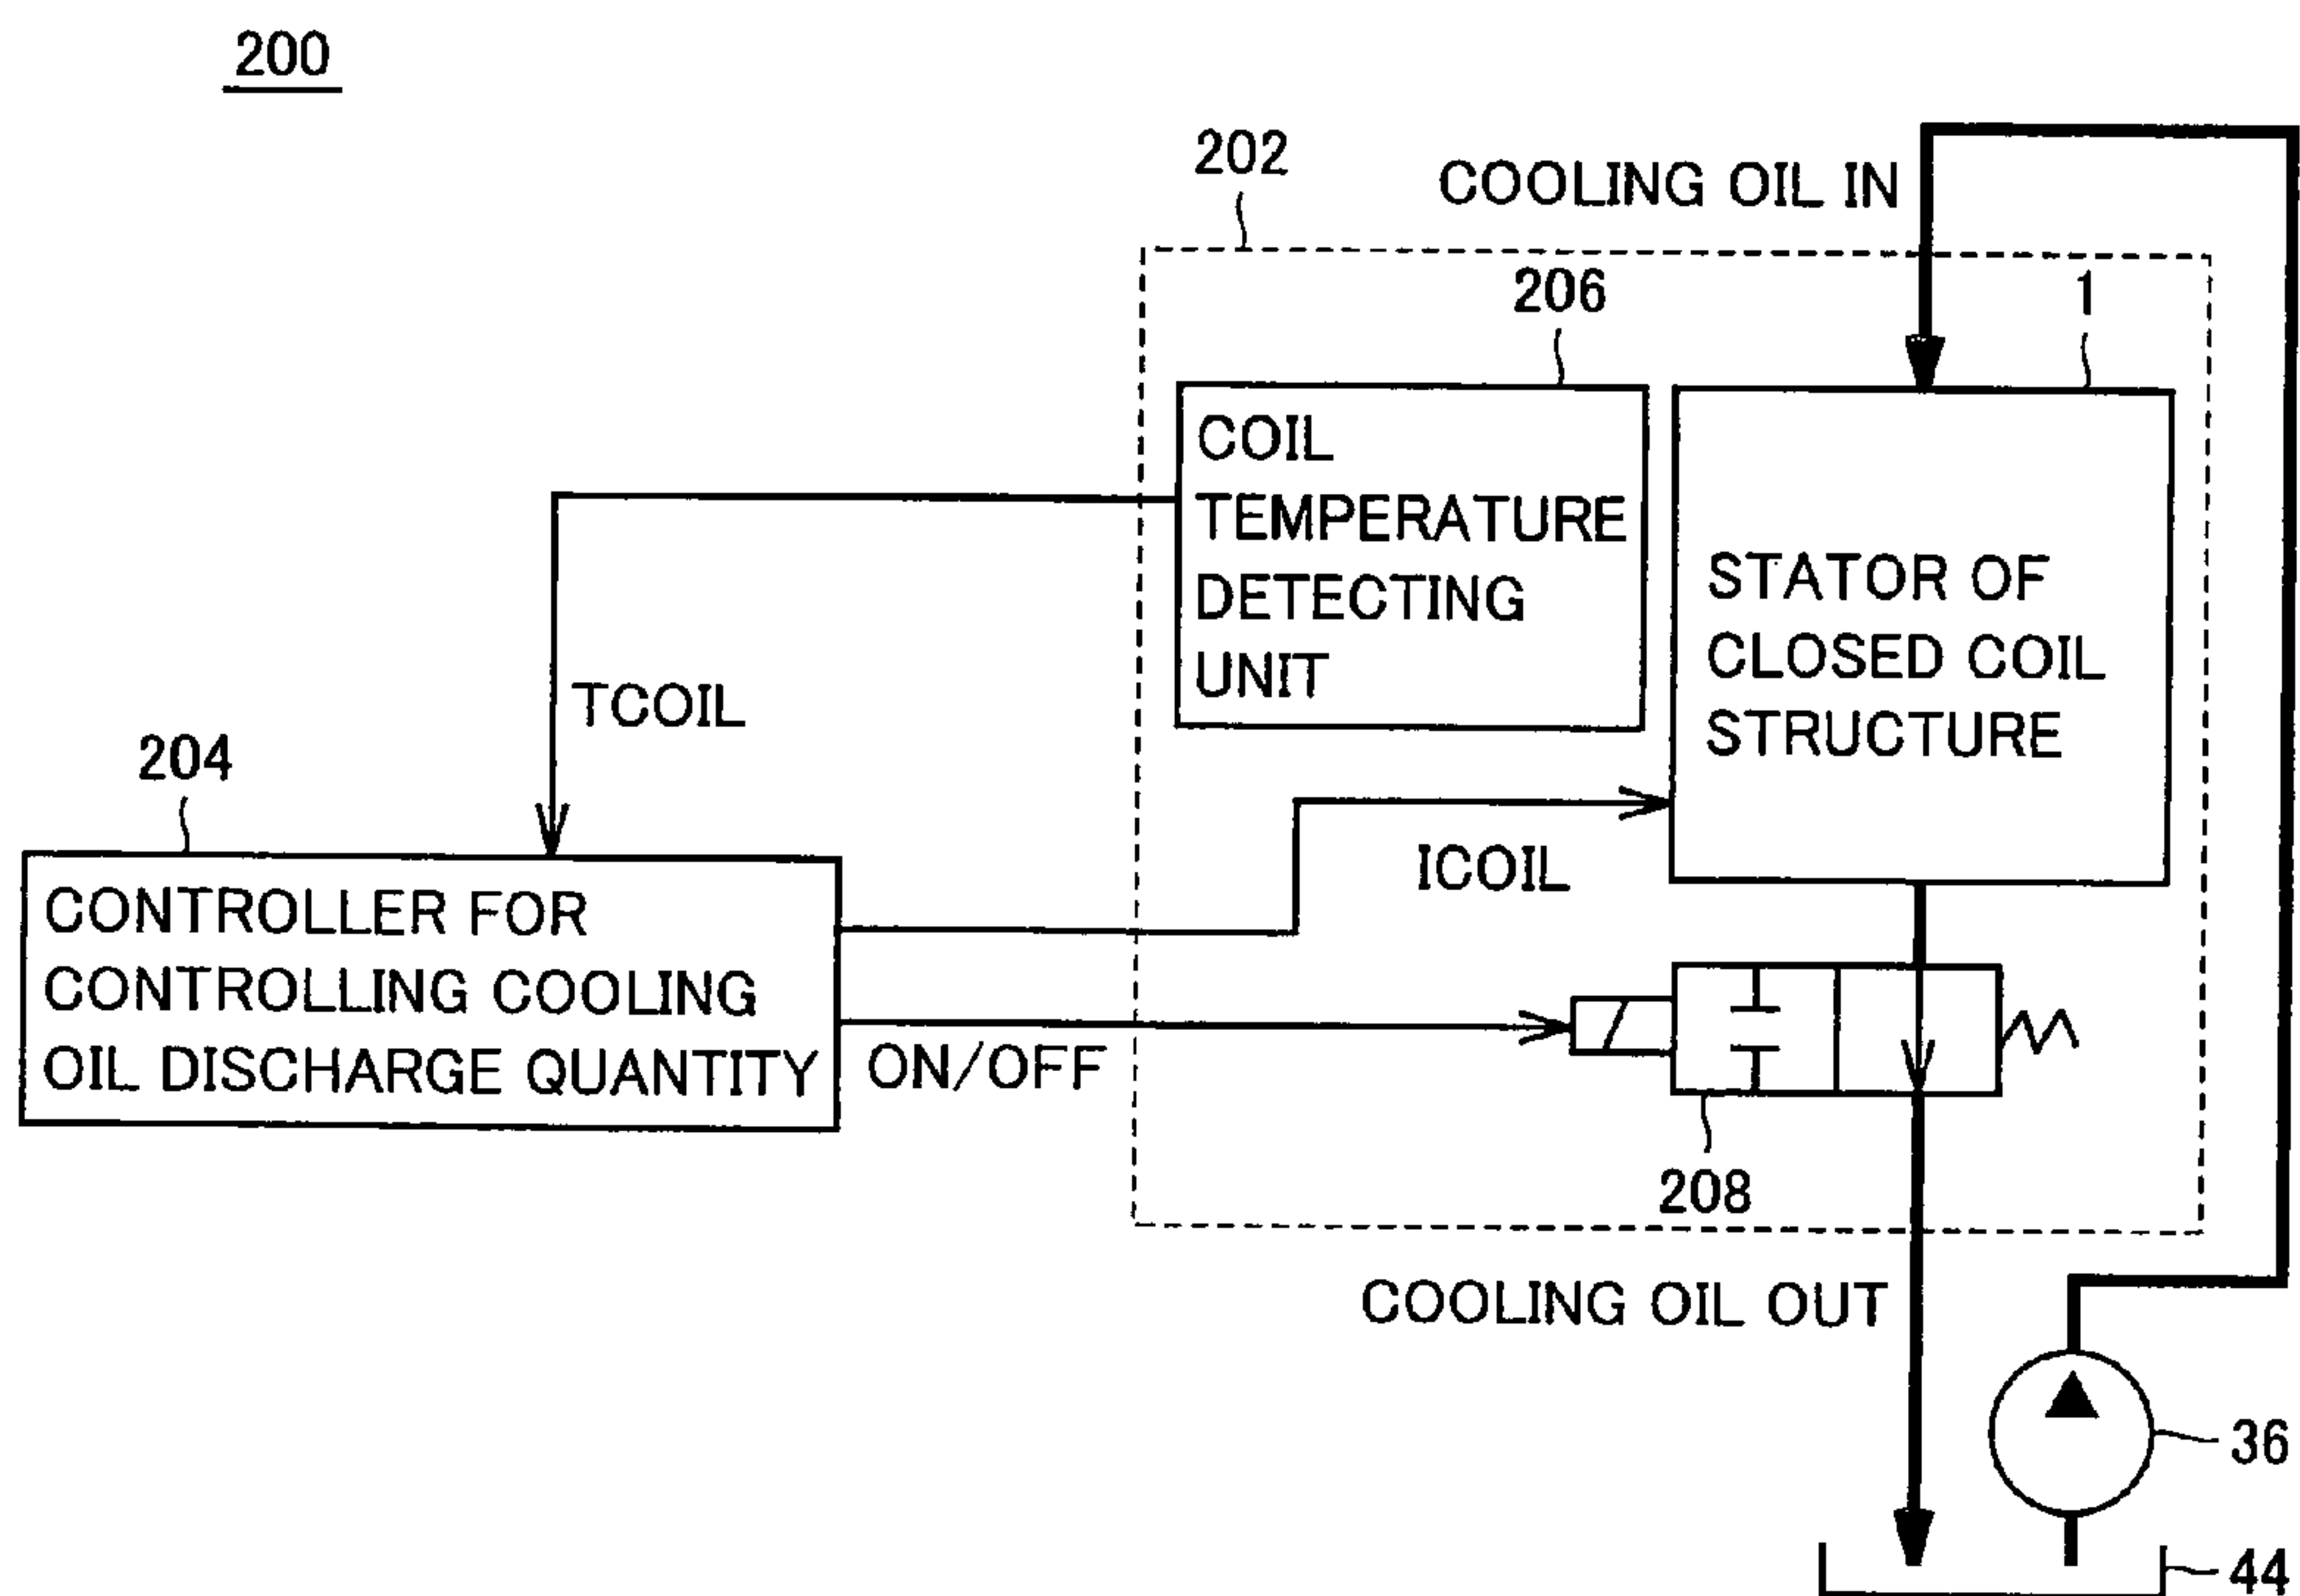 200
202
COOLING OIL IN
206
1
COIL
TEMPERATURE
DETECTING
UNIT
STATOR OF
CLOSED COIL
STRUCTURE
TCOIL
204
ICOIL
CONTROLLER FOR
CONTROLLING COOLING
OIL DISCHARGE QUANTITY
ON/OFF
208
COOLING OIL OUT
36
44